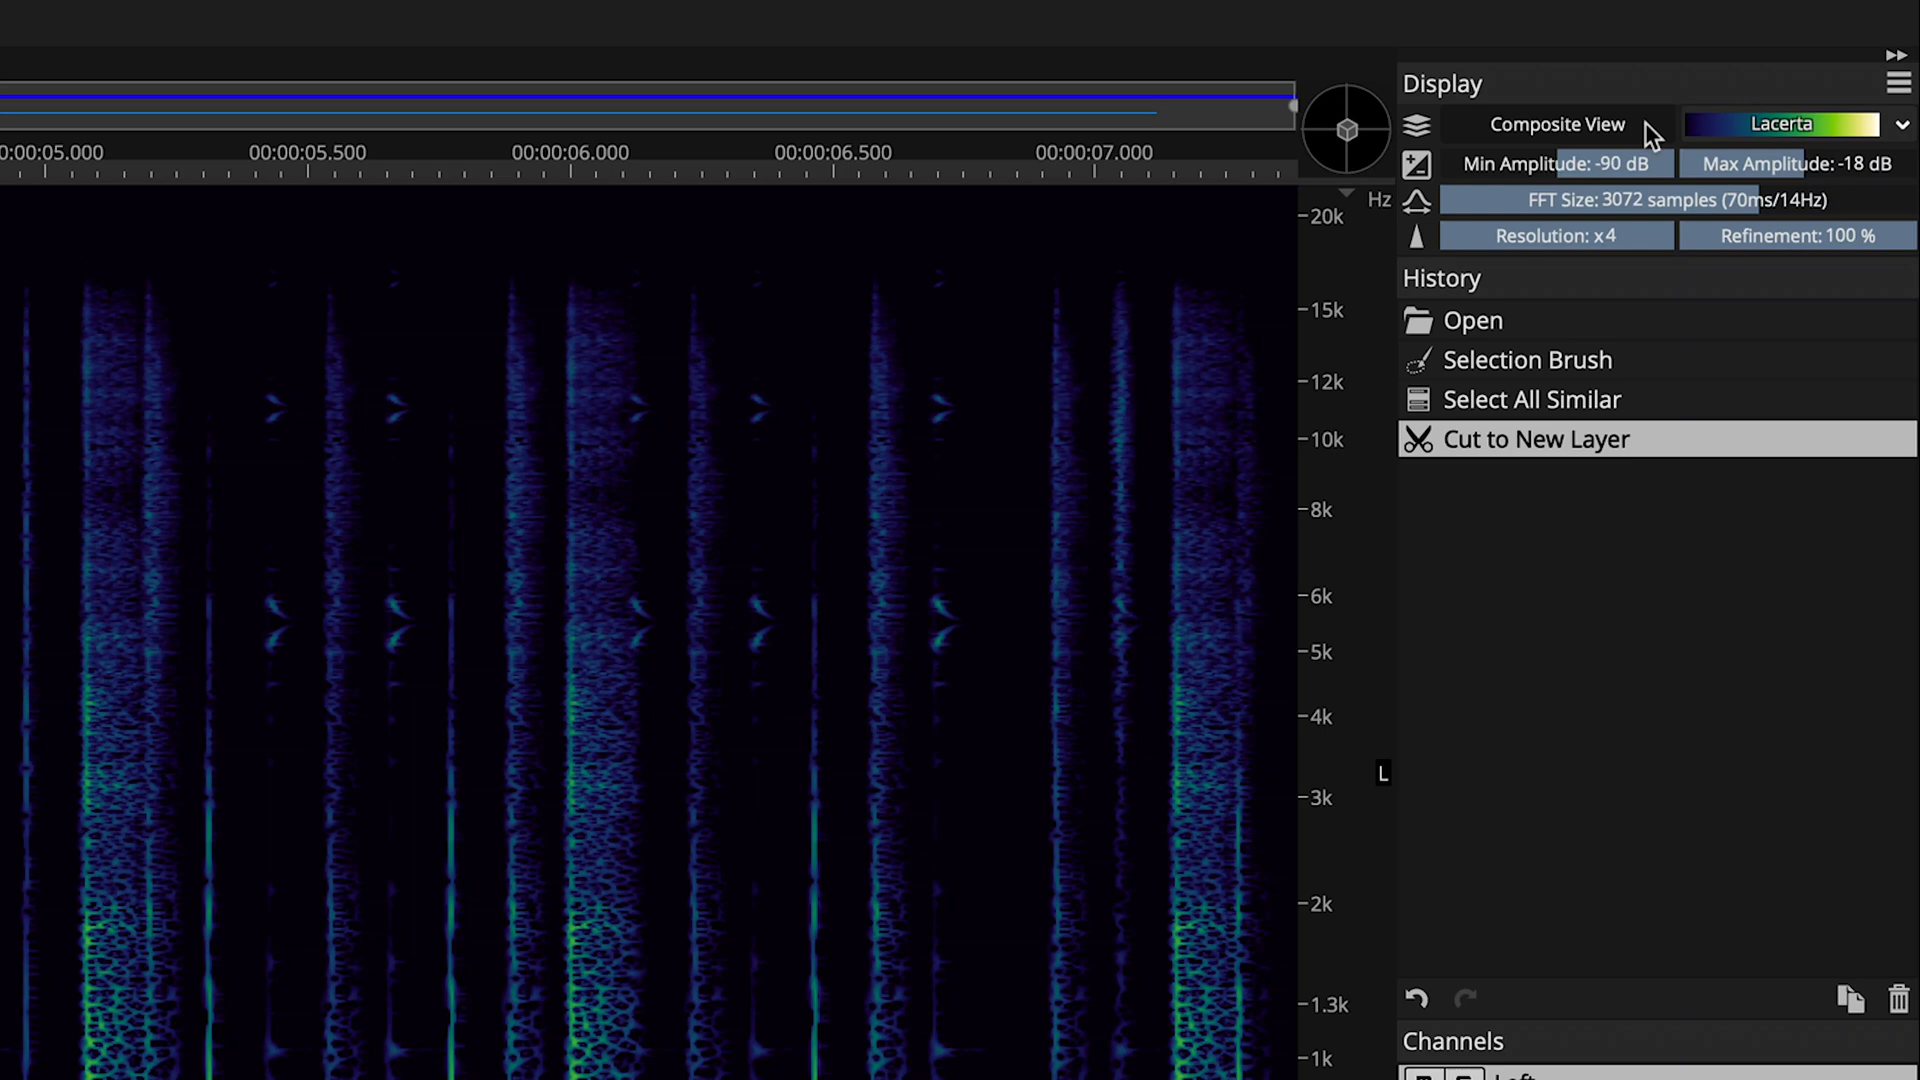 Display
Composite View
Lacerta
0:00:05.000
00:00:05.500
00:00:06.000
00:00:06.500
00:00:07.000
Min Amplitude: -90 dB
Max Amplitude: -18 dB
FFT Size: 3072 samples (70ms/14Hz)
Resolution: x4
Refinement: 100 %
Hz
20k
15k
12k
10k
8k
6k
5k
4k
3k
2k
1.3k
1k
L
History
Open
Selection Brush
Select All Similar
Cut to New Layer
Channels
Left